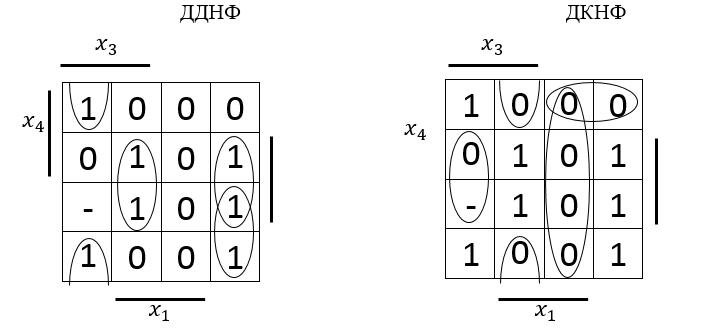 ДДНФ ДКНФ
x₃ x₃
x₄ 1 0 0 0 x₄ 1 0 0 0
0 1 0 1 0 1 0 1
- 1 0 1 - 1 0 1
1 0 0 1 1 0 0 1
x₁ x₁